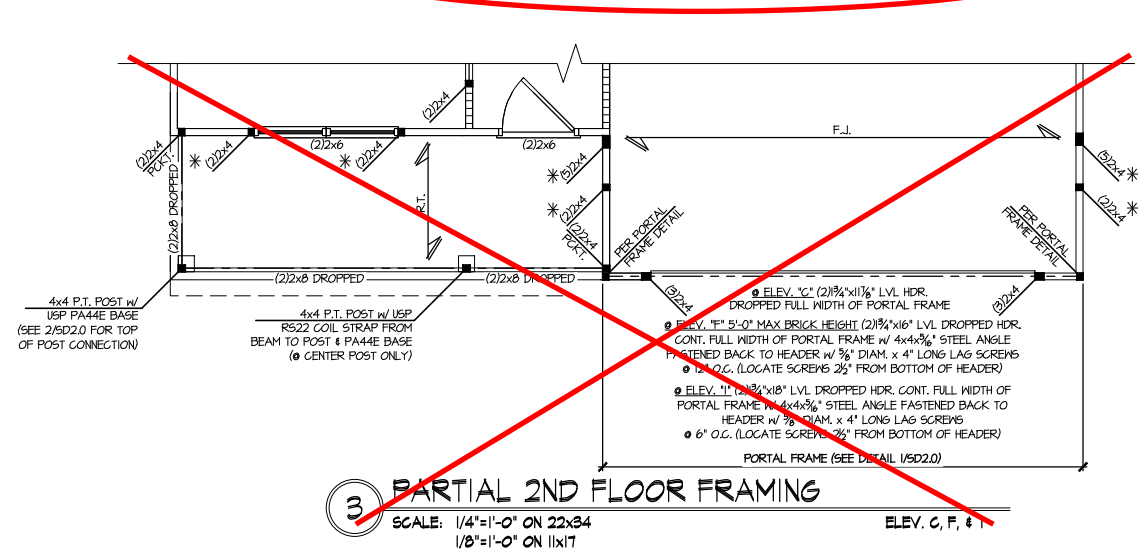 (2)2x4
(2)2x6
(2)2x6
F.J.
(2)2x4
PCKT.
(2)2x4
(2)2x4
(5)2x4
(5)2x4
(2)2x8 DROPPED
R.T.
(2)2x4
(2)2x4
(2)2x4
PCKT.
PER PORTAL
FRAME DETAIL
PER PORTAL
FRAME DETAIL
(2)2x8 DROPPED
(2)2x8 DROPPED
(3)2x4
(3)2x4
4x4 P.T. POST w/
USP PA44E BASE
(SEE 2/SD2.0 FOR TOP
OF POST CONNECTION)
4x4 P.T. POST w/ USP
RS22 COIL STRAP FROM
BEAM TO POST & PA44E BASE
(@ CENTER POST ONLY)
@ ELEV. "C" (2)1¾"x11⅞" LVL HDR.
DROPPED FULL WIDTH OF PORTAL FRAME
@ ELEV. "F" 5'-0" MAX BRICK HEIGHT (2)1¾"x16" LVL DROPPED HDR.
CONT. FULL WIDTH OF PORTAL FRAME w/ 4x4x5/16" STEEL ANGLE
FASTENED BACK TO HEADER w/ ⅝" DIAM. x 4" LONG LAG SCREWS
@ 12" O.C. (LOCATE SCREWS 2½" FROM BOTTOM OF HEADER)
@ ELEV. "I" (2)1¾"x18" LVL DROPPED HDR. CONT. FULL WIDTH OF
PORTAL FRAME w/ 4x4x5/16" STEEL ANGLE FASTENED BACK TO
HEADER w/ ⅝" DIAM. x 4" LONG LAG SCREWS
@ 6" O.C. (LOCATE SCREWS 2½" FROM BOTTOM OF HEADER)
PORTAL FRAME (SEE DETAIL 1/SD2.0)
3 PARTIAL 2ND FLOOR FRAMING
SCALE: 1/4"=1'-0" ON 22x34
1/8"=1'-0" ON 11x17
ELEV. C, F, & I